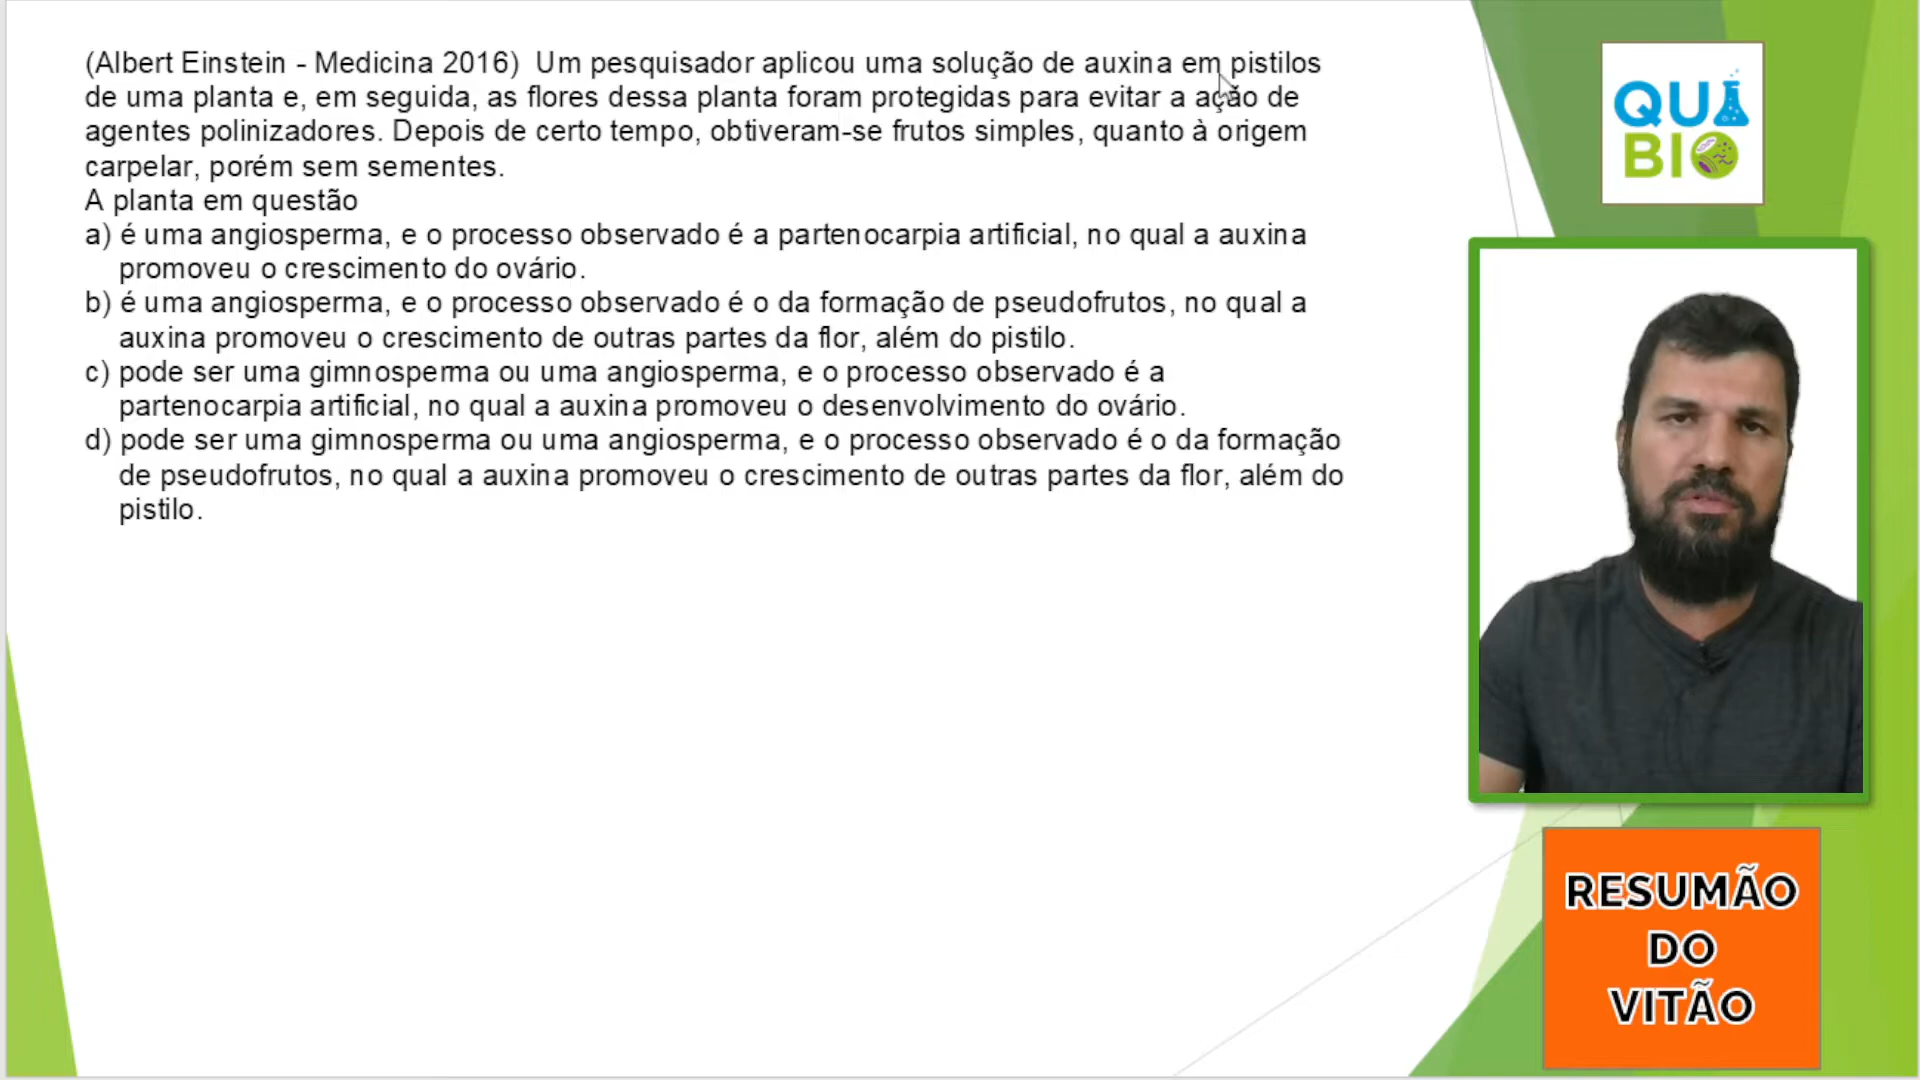 (Albert Einstein - Medicina 2016)  Um pesquisador aplicou uma solução de auxina em pistilos
de uma planta e, em seguida, as flores dessa planta foram protegidas para evitar a ação de
agentes polinizadores. Depois de certo tempo, obtiveram-se frutos simples, quanto à origem
carpelar, porém sem sementes.
A planta em questão
a) é uma angiosperma, e o processo observado é a partenocarpia artificial, no qual a auxina
promoveu o crescimento do ovário.
b) é uma angiosperma, e o processo observado é o da formação de pseudofrutos, no qual a
auxina promoveu o crescimento de outras partes da flor, além do pistilo.
c) pode ser uma gimnosperma ou uma angiosperma, e o processo observado é a
partenocarpia artificial, no qual a auxina promoveu o desenvolvimento do ovário.
d) pode ser uma gimnosperma ou uma angiosperma, e o processo observado é o da formação
de pseudofrutos, no qual a auxina promoveu o crescimento de outras partes da flor, além do
pistilo.
QUI
BIO
RESUMÃO
DO
VITÃO